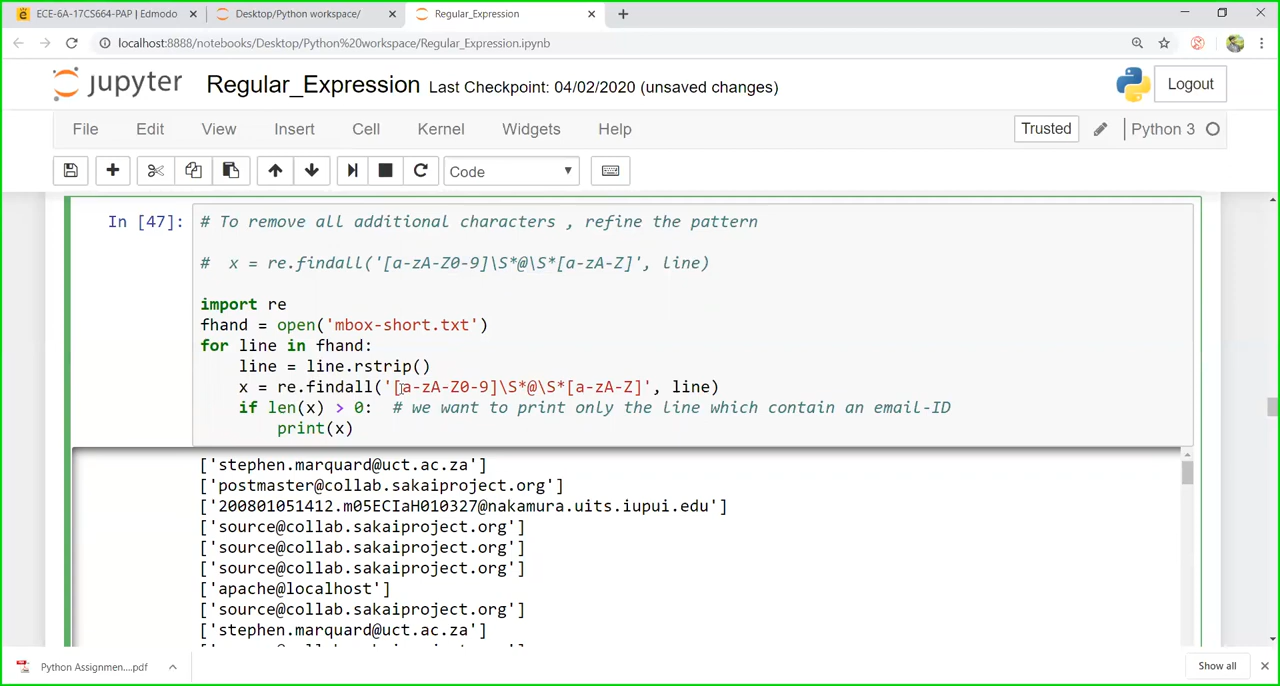 ECE-6A-17CS664-PAP | Edmodo
Desktop/Python workspace/
Regular_Expression
localhost:8888/notebooks/Desktop/Python%20workspace/Regular_Expression.ipynb
jupyter Regular_Expression Last Checkpoint: 04/02/2020 (unsaved changes)
Logout
File Edit View Insert Cell Kernel Widgets Help
Trusted
Python 3
Code
In [47]:
# To remove all additional characters , refine the pattern
#  x = re.findall('[a-zA-Z0-9]\S*@\S*[a-zA-Z]', line)
import re
fhand = open('mbox-short.txt')
for line in fhand:
    line = line.rstrip()
    x = re.findall('[a-zA-Z0-9]\S*@\S*[a-zA-Z]', line)
    if len(x) > 0:  # we want to print only the line which contain an email-ID
        print(x)
['stephen.marquard@uct.ac.za']
['postmaster@collab.sakaiproject.org']
['200801051412.m05ECIaH010327@nakamura.uits.iupui.edu']
['source@collab.sakaiproject.org']
['source@collab.sakaiproject.org']
['source@collab.sakaiproject.org']
['apache@localhost']
['source@collab.sakaiproject.org']
['stephen.marquard@uct.ac.za']
Python Assignmen....pdf
Show all